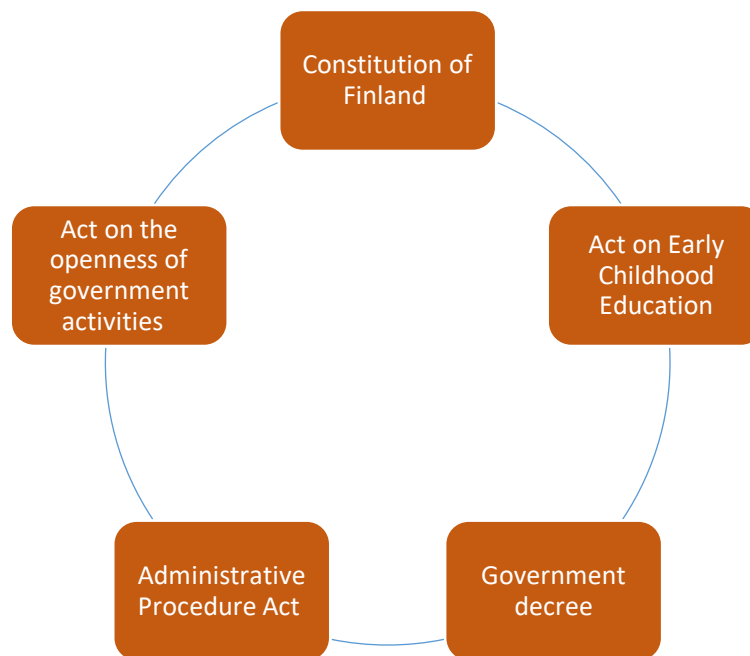 Constitution of
Finland
Act on Early
Childhood
Education
Government
decree
Administrative
Procedure Act
Act on the
openness of
government
activities